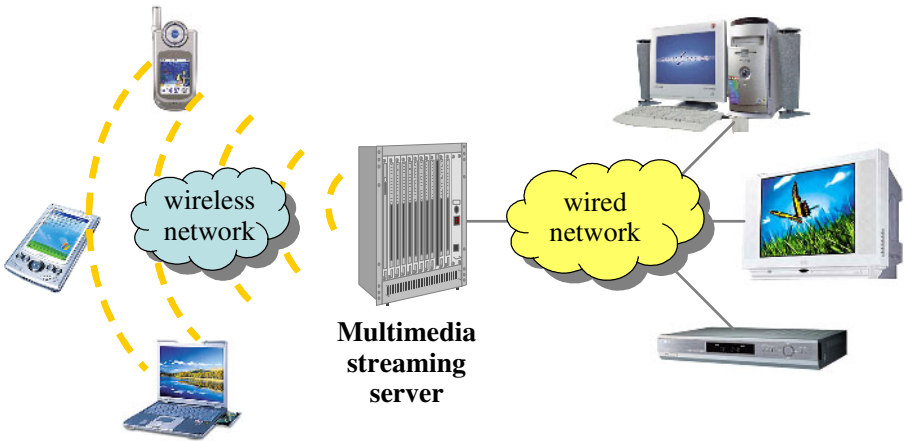 wireless
network
wired
network
Multimedia
streaming
server